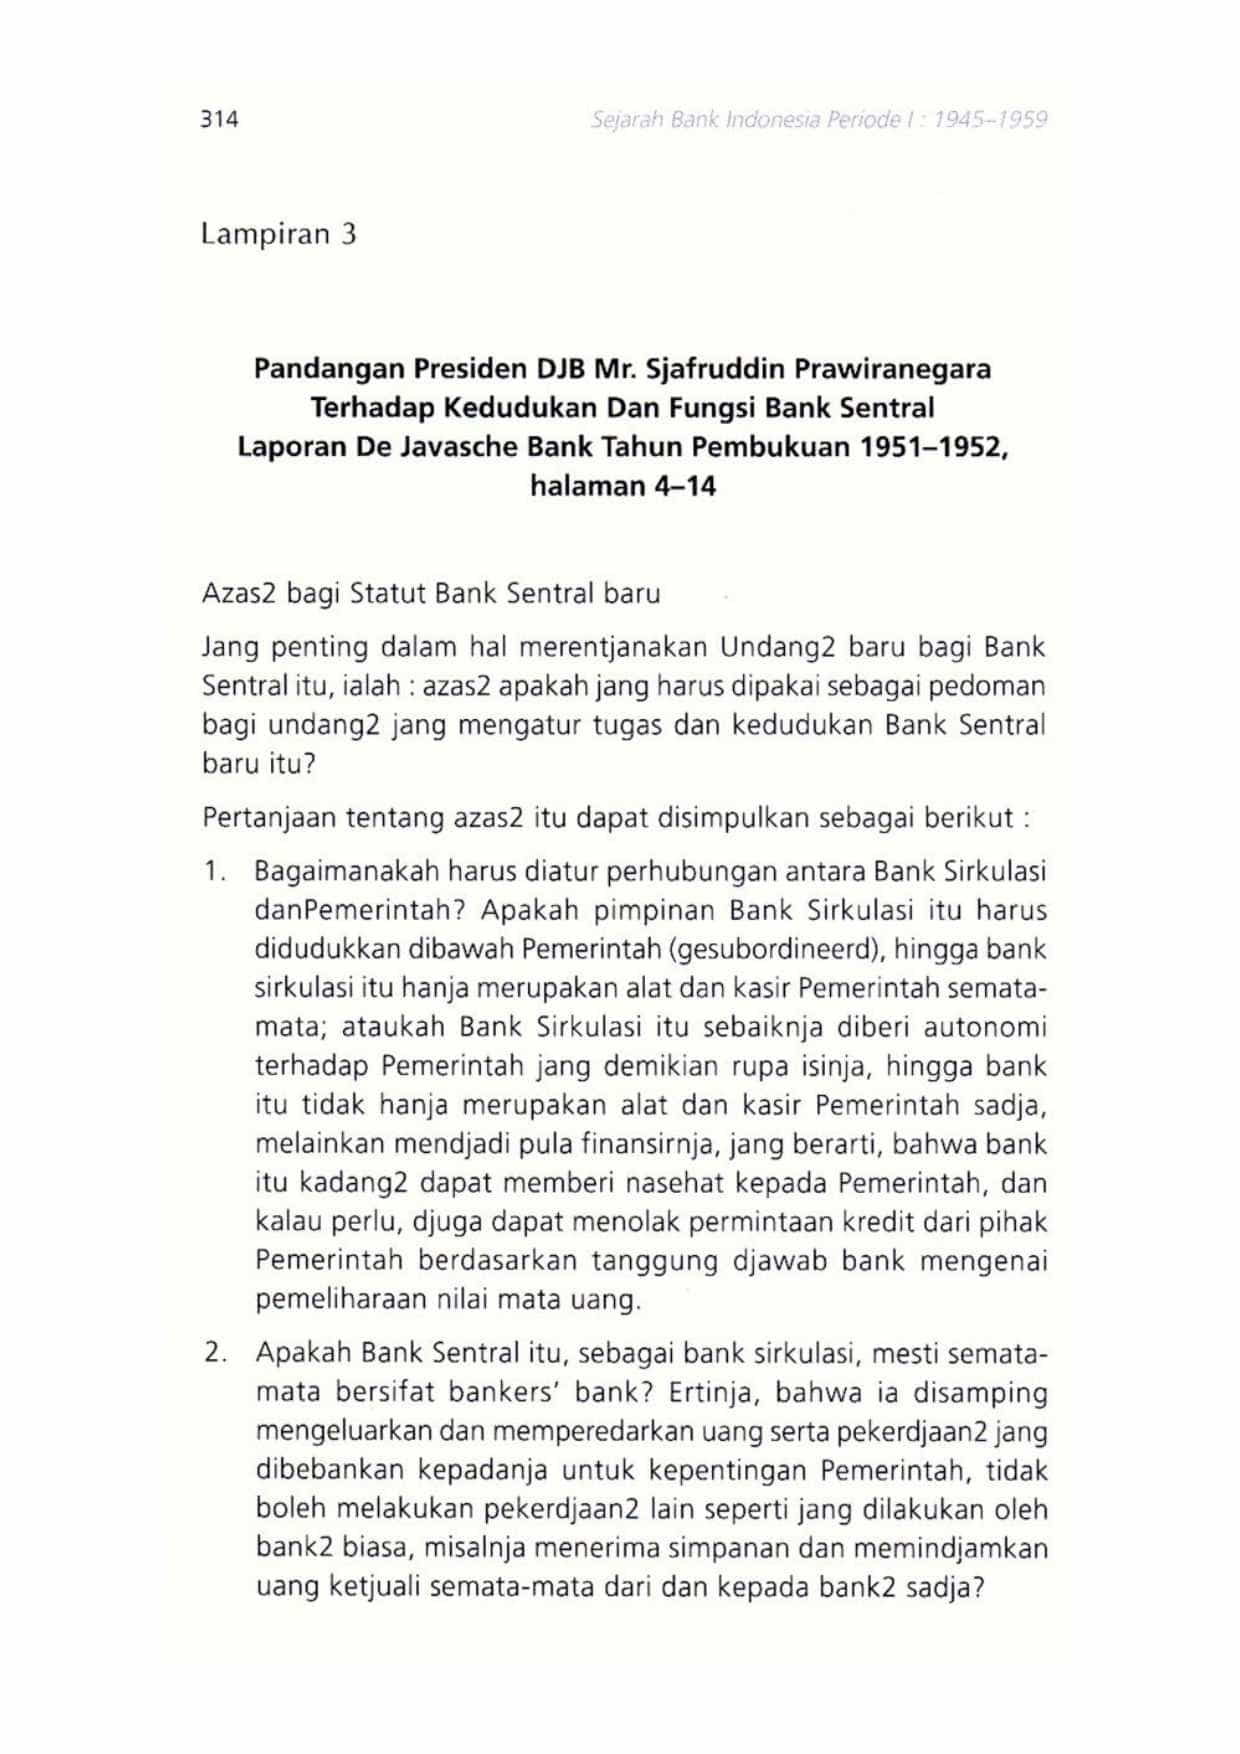 314
Sejarah Bank Indonesia Periode I : 1945–1959
Lampiran 3
Pandangan Presiden DJB Mr. Sjafruddin Prawiranegara
Terhadap Kedudukan Dan Fungsi Bank Sentral
Laporan De Javasche Bank Tahun Pembukuan 1951–1952,
halaman 4–14
Azas2 bagi Statut Bank Sentral baru
Jang penting dalam hal merentjanakan Undang2 baru bagi Bank
Sentral itu, ialah : azas2 apakah jang harus dipakai sebagai pedoman
bagi undang2 jang mengatur tugas dan kedudukan Bank Sentral
baru itu?
Pertanjaan tentang azas2 itu dapat disimpulkan sebagai berikut :
1. Bagaimanakah harus diatur perhubungan antara Bank Sirkulasi
danPemerintah? Apakah pimpinan Bank Sirkulasi itu harus
didudukkan dibawah Pemerintah (gesubordineerd), hingga bank
sirkulasi itu hanja merupakan alat dan kasir Pemerintah semata-
mata; ataukah Bank Sirkulasi itu sebaiknja diberi autonomi
terhadap Pemerintah jang demikian rupa isinja, hingga bank
itu tidak hanja merupakan alat dan kasir Pemerintah sadja,
melainkan mendjadi pula finansirnja, jang berarti, bahwa bank
itu kadang2 dapat memberi nasehat kepada Pemerintah, dan
kalau perlu, djuga dapat menolak permintaan kredit dari pihak
Pemerintah berdasarkan tanggung djawab bank mengenai
pemeliharaan nilai mata uang.
2. Apakah Bank Sentral itu, sebagai bank sirkulasi, mesti semata-
mata bersifat bankers’ bank? Ertinja, bahwa ia disamping
mengeluarkan dan memperedarkan uang serta pekerdjaan2 jang
dibebankan kepadanja untuk kepentingan Pemerintah, tidak
boleh melakukan pekerdjaan2 lain seperti jang dilakukan oleh
bank2 biasa, misalnja menerima simpanan dan memindjamkan
uang ketjuali semata-mata dari dan kepada bank2 sadja?